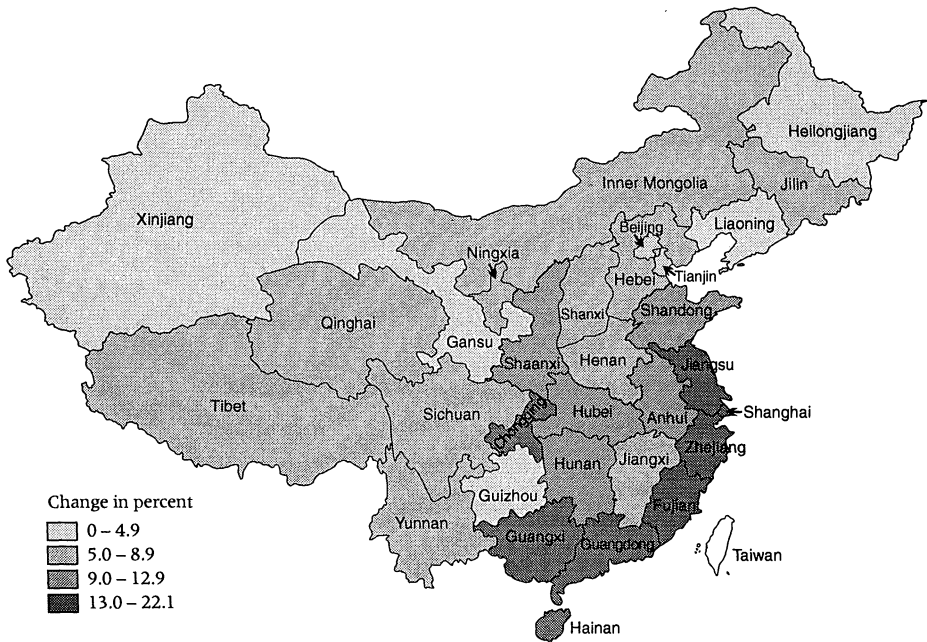 Heilongjiang
Jilin
Inner Mongolia
Liaoning
Beijing
Xinjiang
Ningxia
Hebei
Tianjin
Shanxi
Shandong
Qinghai
Gansu
Shaanxi
Henan
Jiangsu
Tibet
Sichuan
Chongqing
Hubei
Anhui
Shanghai
Zhejiang
Hunan
Jiangxi
Guizhou
Fujian
Yunnan
Guangxi
Guangdong
Taiwan
Hainan
Change in percent
0 – 4.9
5.0 – 8.9
9.0 – 12.9
13.0 – 22.1